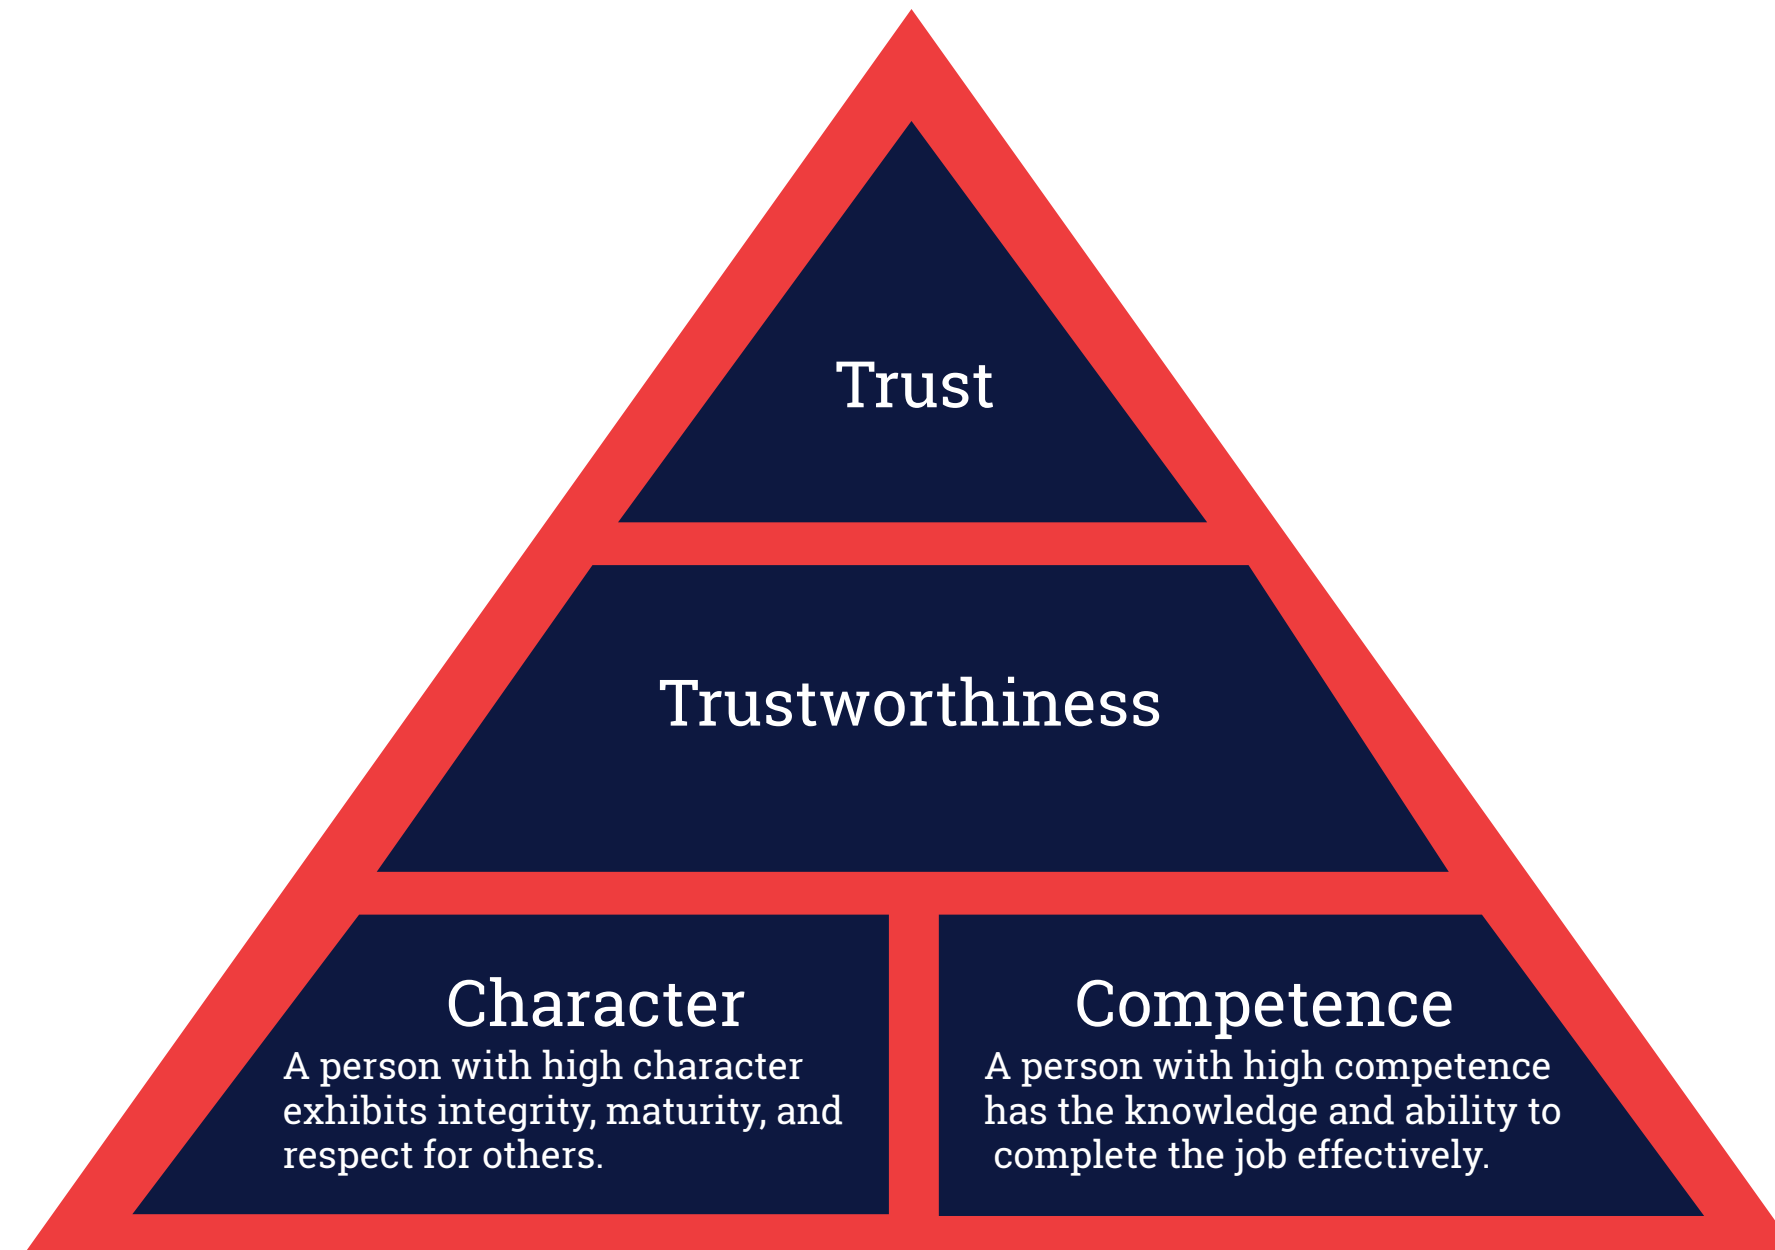 Trust
Trustworthiness
Character
A person with high character
exhibits integrity, maturity, and
respect for others.
Competence
A person with high competence
has the knowledge and ability to
complete the job effectively.